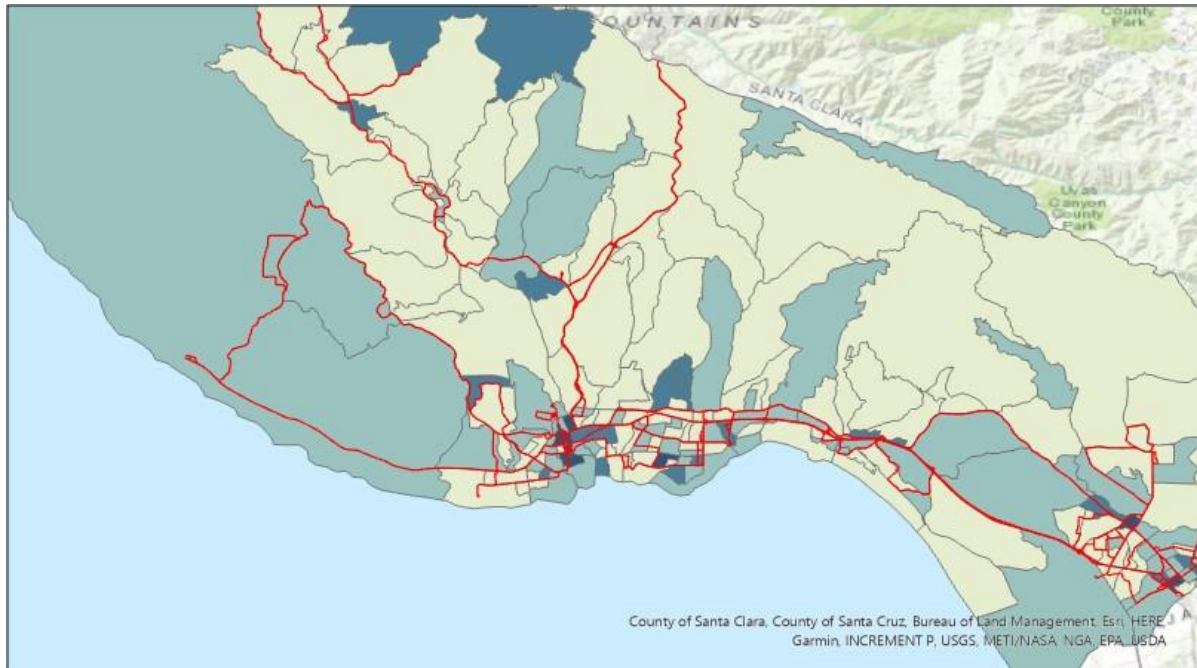 OUNTAINS
County
Park
SANTA CLARA
Uvas
Canyon
County
Park
County of Santa Clara, County of Santa Cruz, Bureau of Land Management, Esri, HERE,
Garmin, INCREMENT P, USGS, METI/NASA, NGA, EPA, USDA